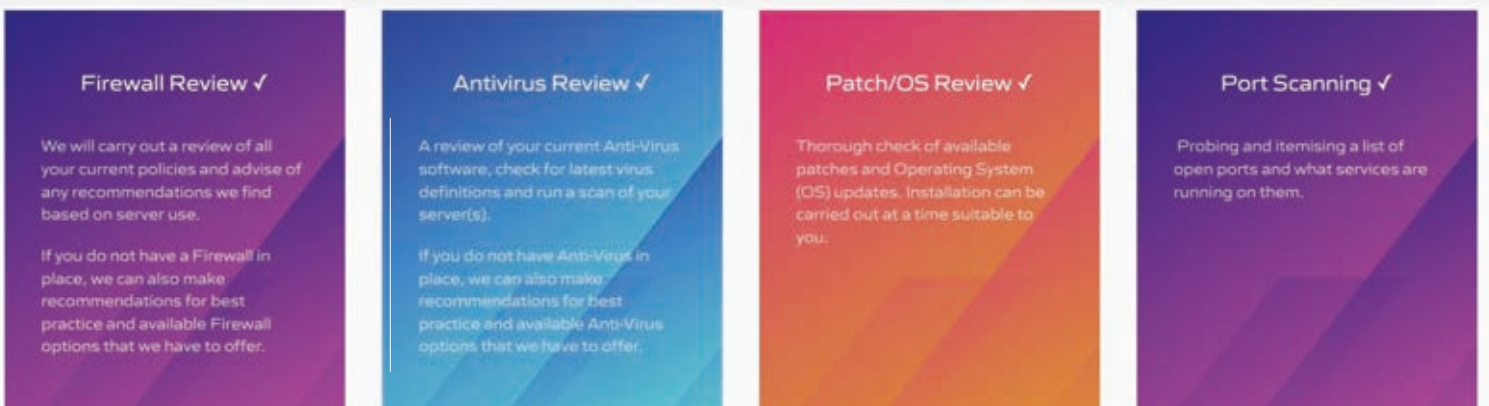 Firewall Review ✓
We will carry out a review of all
your current policies and advise of
any recommendations we find
based on server use.
If you do not have a Firewall in
place, we can also make
recommendations for best
practice and available Firewall
options that we have to offer.
Antivirus Review ✓
A review of your current Anti-Virus
software, check for latest virus
definitions and run a scan of your
server(s).
If you do not have Anti-Virus in
place, we can also make
recommendations for best
practice and available Anti-Virus
options that we have to offer.
Patch/OS Review ✓
Thorough check of available
patches and Operating System
(OS) updates. Installation can be
carried out at a time suitable to
you.
Port Scanning ✓
Probing and itemising a list of
open ports and what services are
running on them.